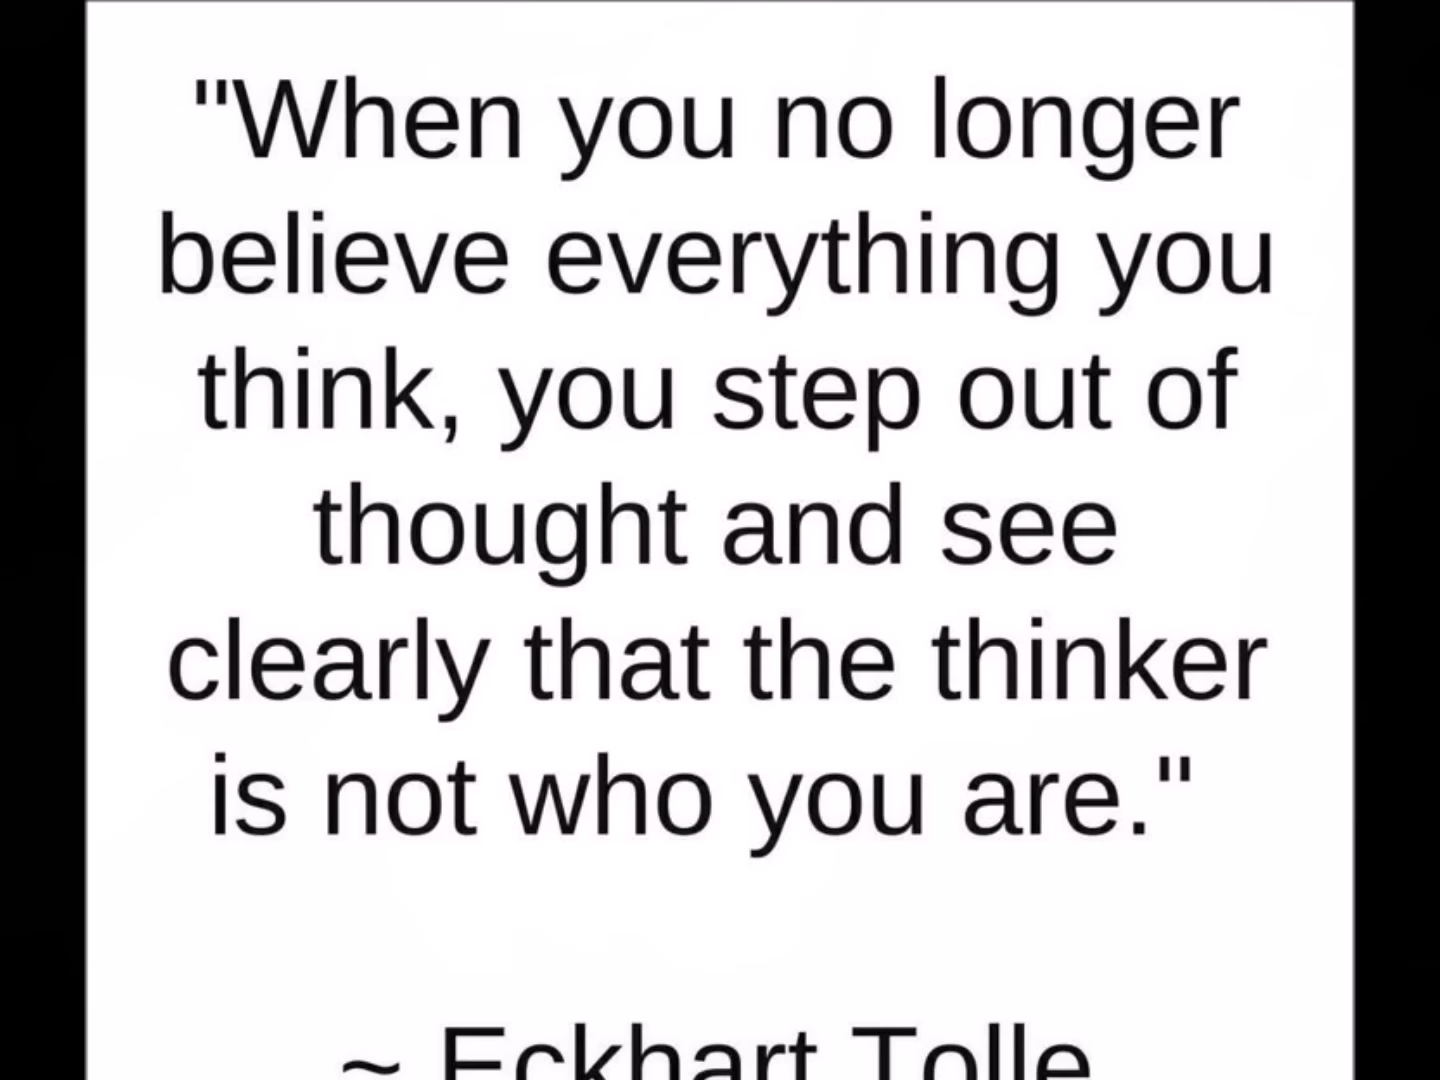 "When you no longer
believe everything you
think, you step out of
thought and see
clearly that the thinker
is not who you are."
~ Eckhart Tolle